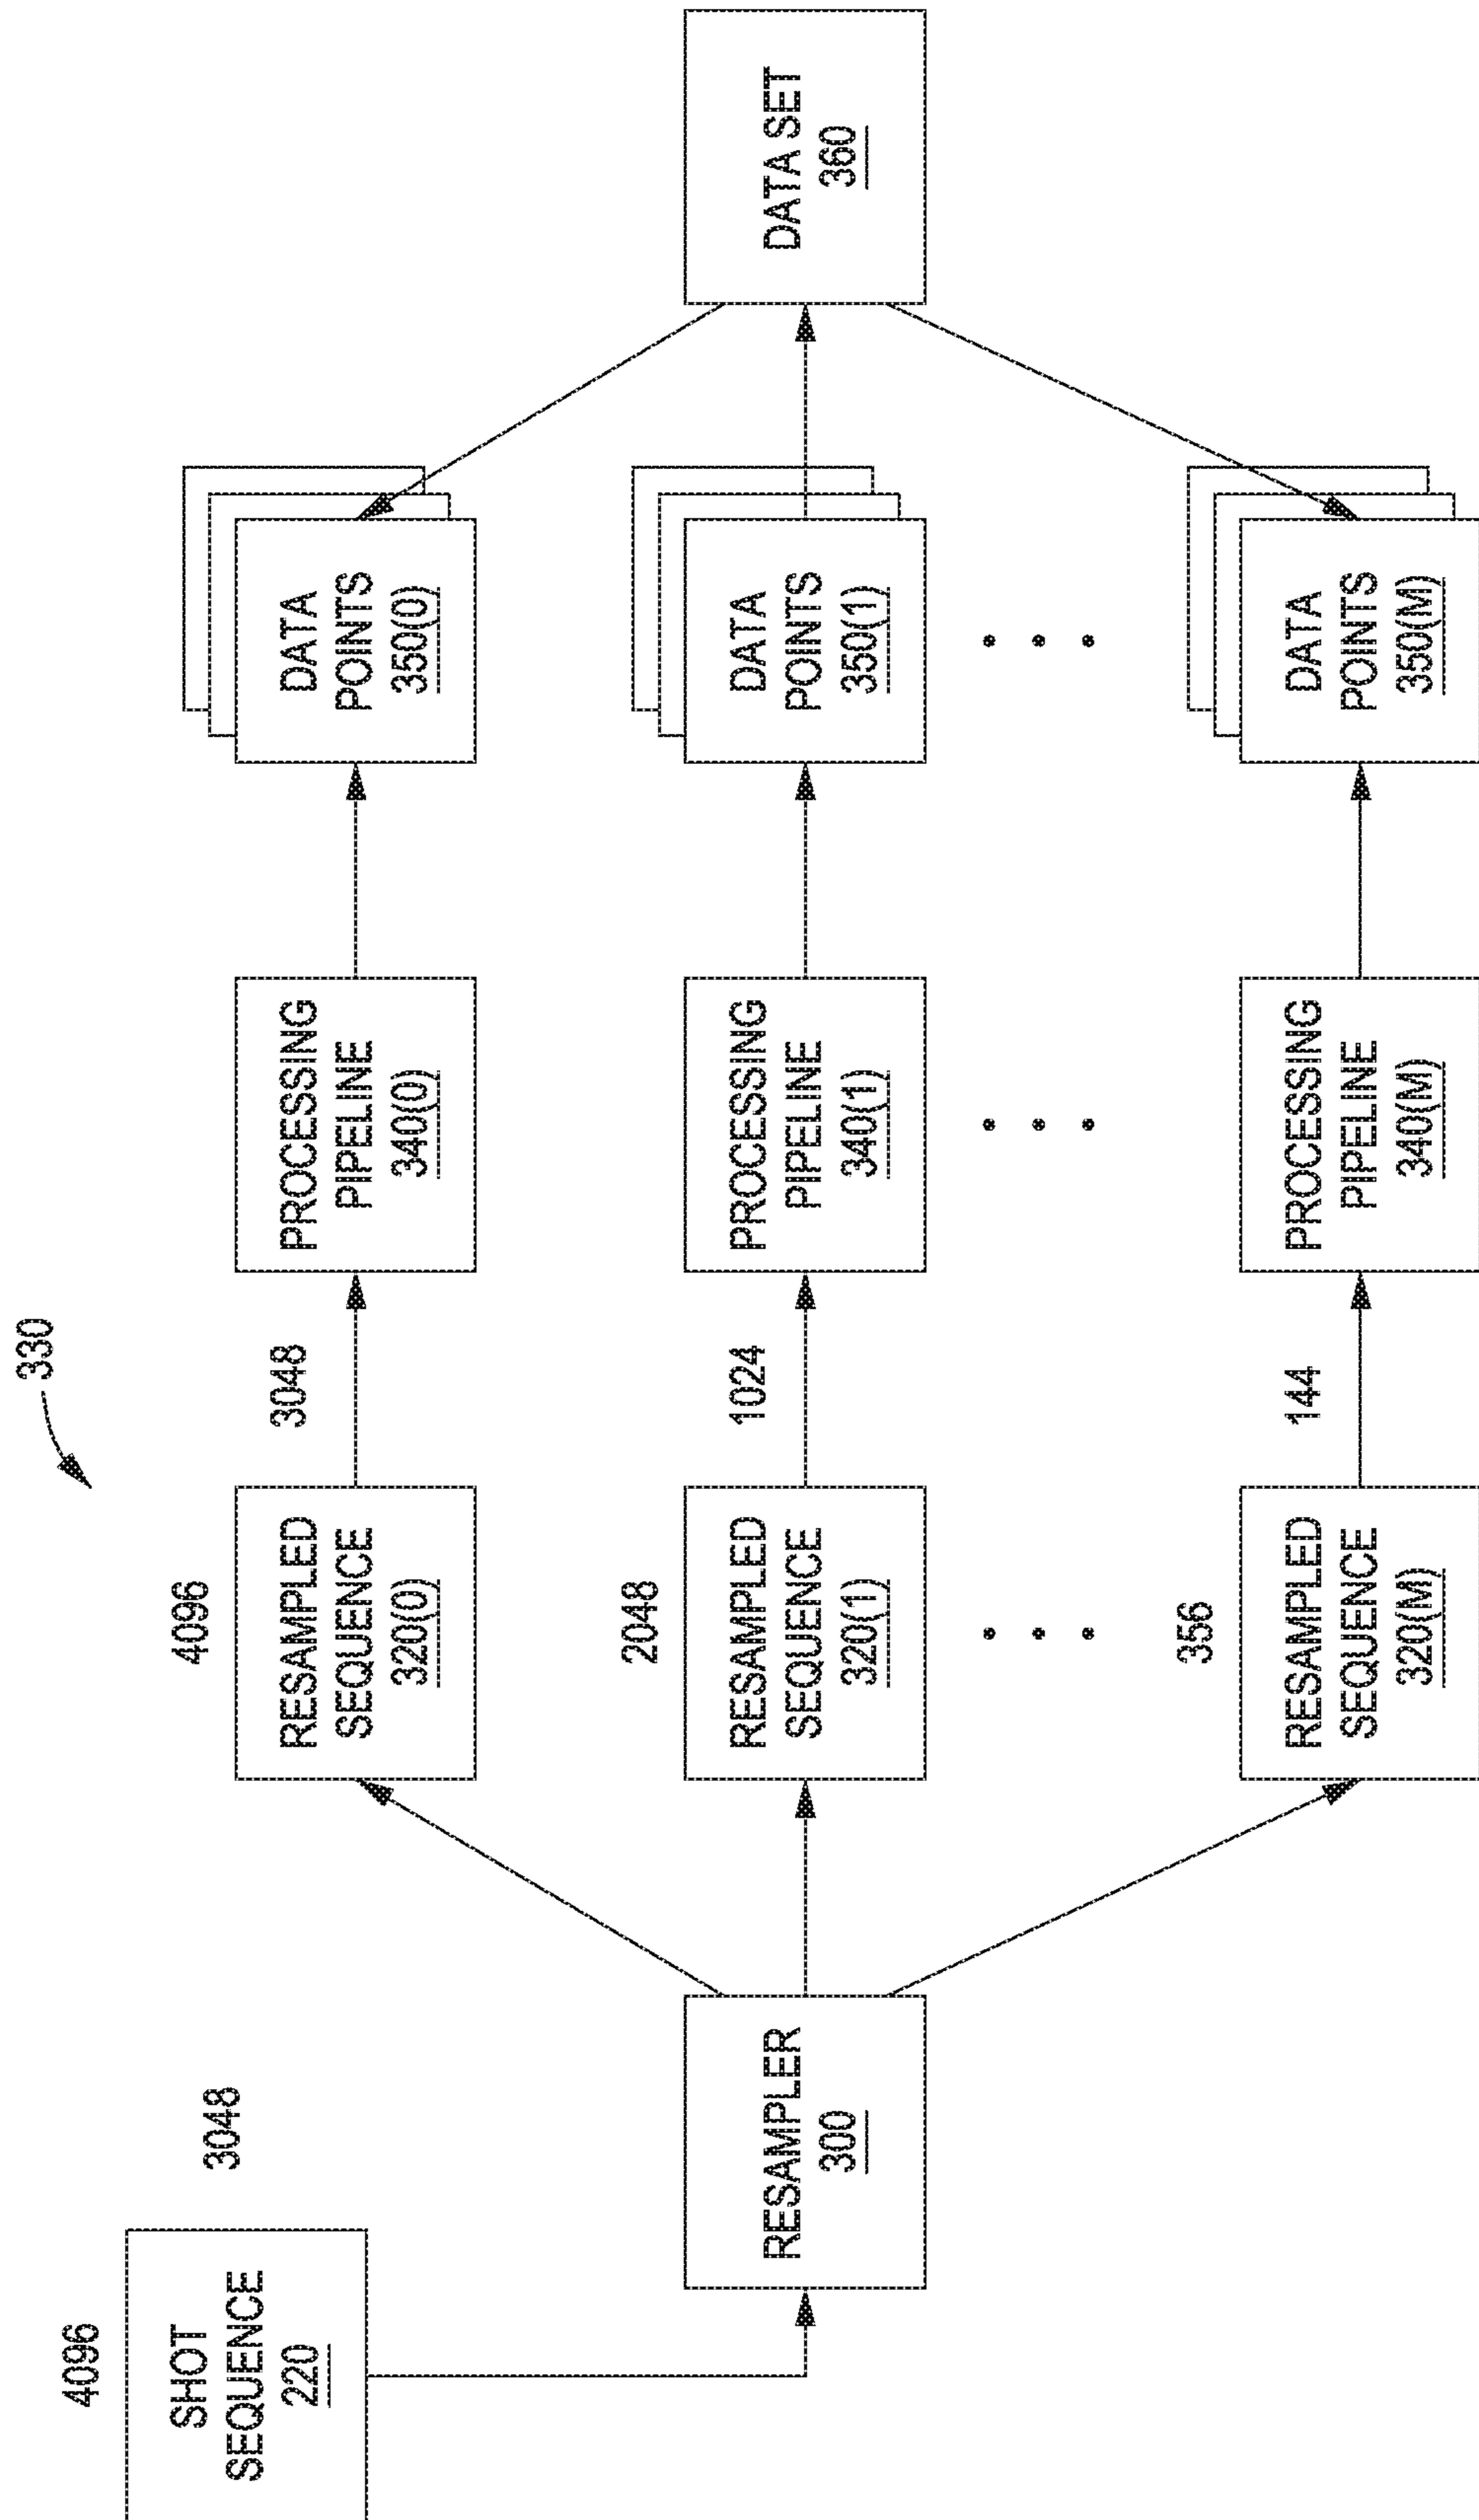 330
4096
SHOT
SEQUENCE
220
3048
RESAMPLER
300
4096
RESAMPLED
SEQUENCE
320(0)
3048
PROCESSING
PIPELINE
340(0)
DATA
POINTS
350(0)
2048
RESAMPLED
SEQUENCE
320(1)
1024
PROCESSING
PIPELINE
340(1)
DATA
POINTS
350(1)
DATA SET
360
356
RESAMPLED
SEQUENCE
320(M)
144
PROCESSING
PIPELINE
340(M)
DATA
POINTS
350(M)